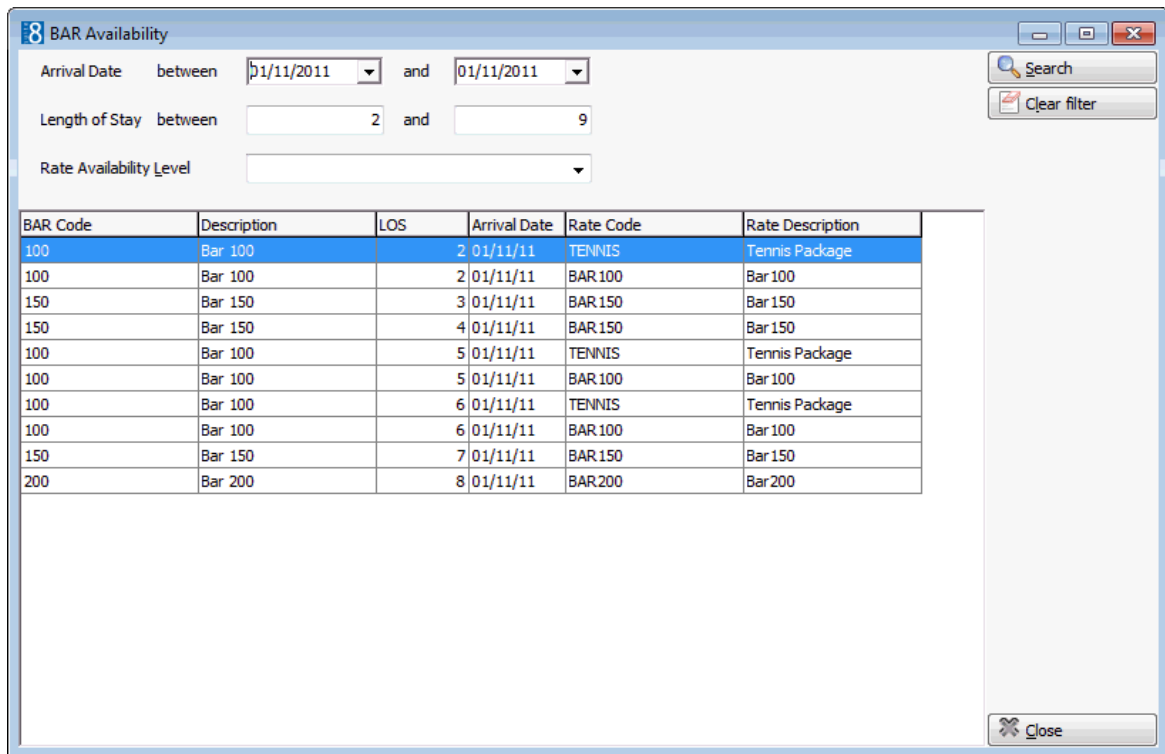 8 BAR Availability
Arrival Date between 01/11/2011 and 01/11/2011 Search
Clear filter
Length of Stay between 2 and 9
Rate Availability Level
BAR Code Description LOS Arrival Date Rate Code Rate Description
100 Bar 100 2 01/11/11 TENNIS Tennis Package
100 Bar 100 2 01/11/11 BAR100 Bar100
150 Bar 150 3 01/11/11 BAR150 Bar150
150 Bar 150 4 01/11/11 BAR150 Bar150
100 Bar 100 5 01/11/11 TENNIS Tennis Package
100 Bar 100 5 01/11/11 BAR100 Bar100
100 Bar 100 6 01/11/11 TENNIS Tennis Package
100 Bar 100 6 01/11/11 BAR100 Bar100
150 Bar 150 7 01/11/11 BAR150 Bar150
200 Bar 200 8 01/11/11 BAR200 Bar200
Close